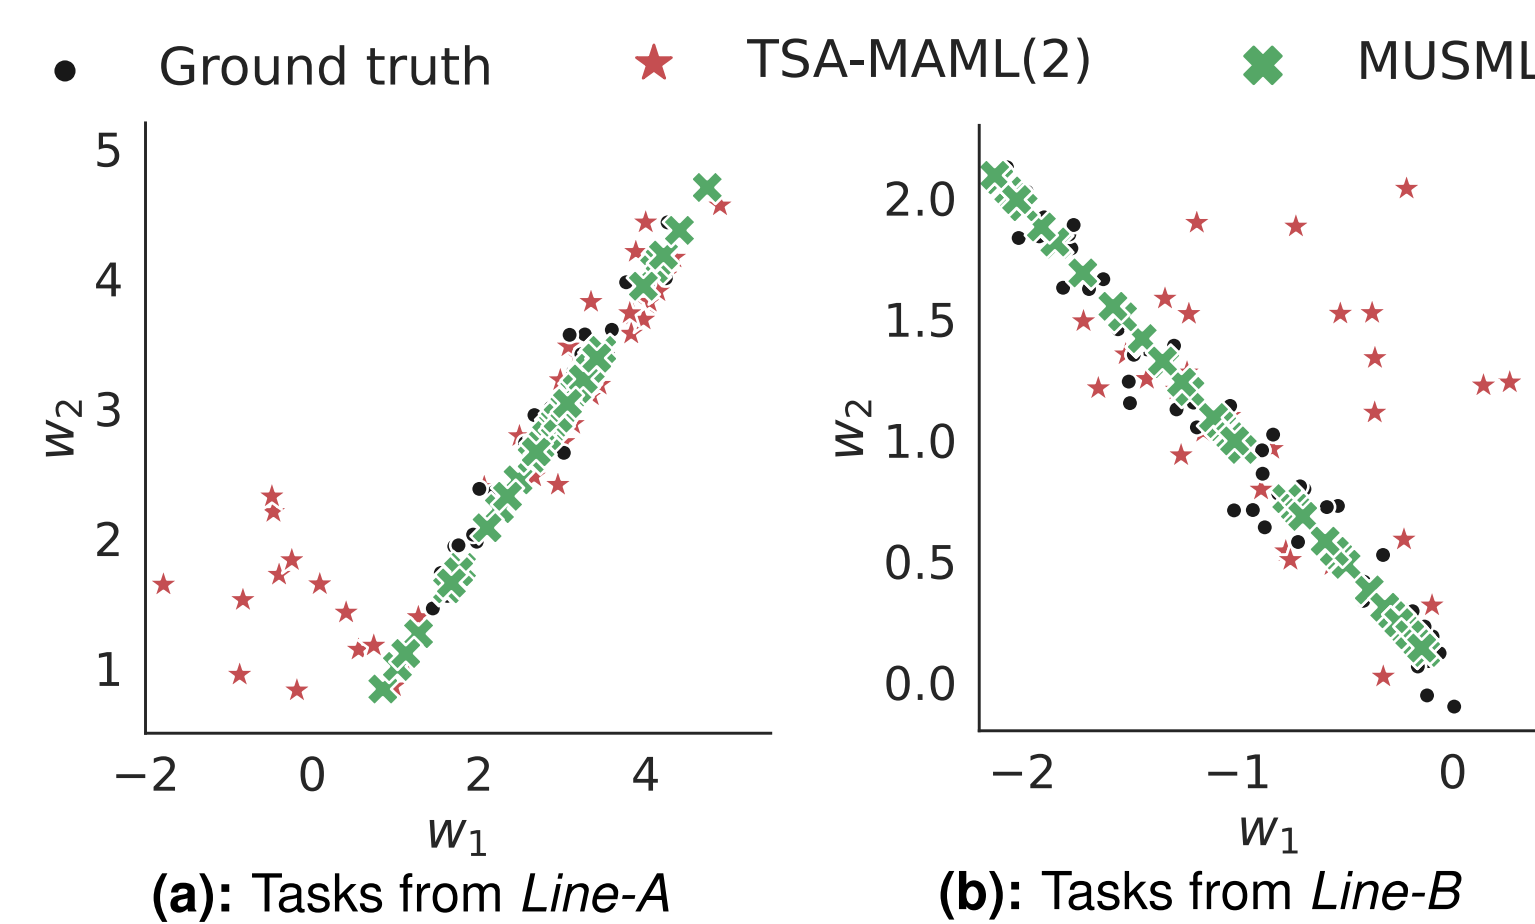 Ground truth TSA-MAML(2) MUSML
5
4
3
2
1
w2
−2 0 2 4
w1
(a): Tasks from Line-A
2.0
1.5
1.0
0.5
0.0
w2
−2 −1 0
w1
(b): Tasks from Line-B